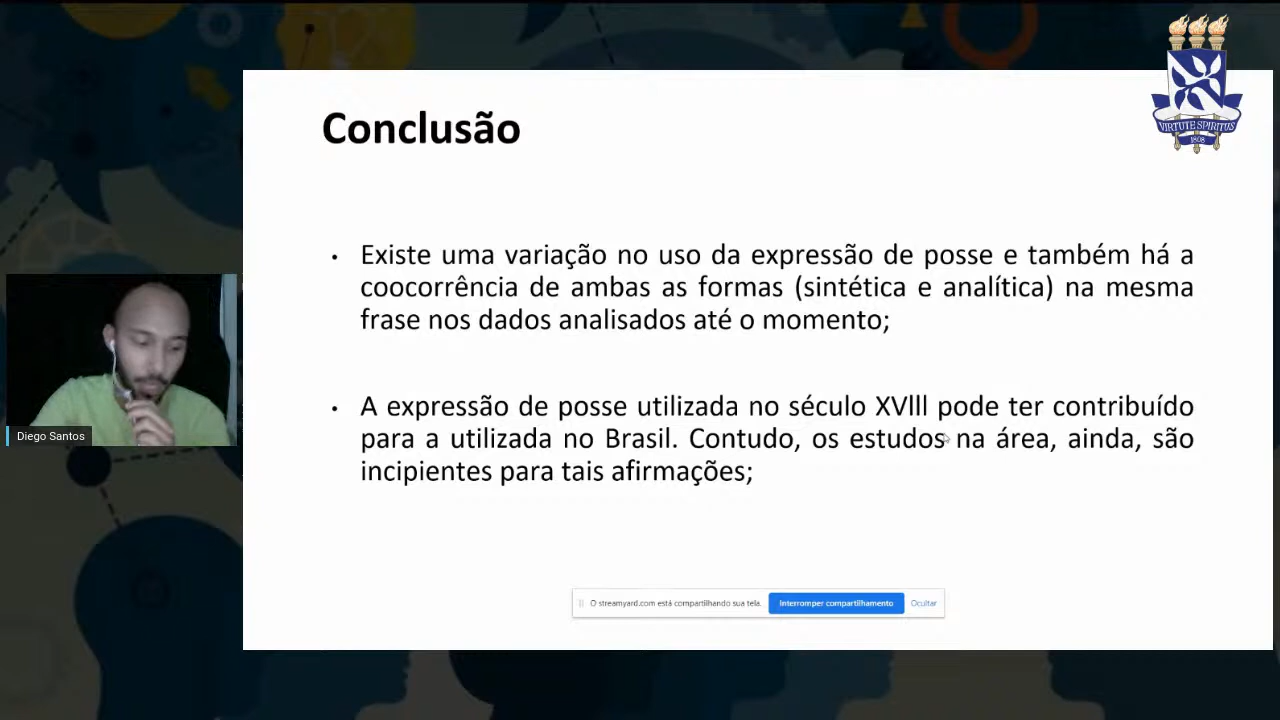 VIRTUTE SPIRITUS
1808
Conclusão
• Existe uma variação no uso da expressão de posse e também há a
coocorrência de ambas as formas (sintética e analítica) na mesma
frase nos dados analisados até o momento;
• A expressão de posse utilizada no século XVlll pode ter contribuído
para a utilizada no Brasil. Contudo, os estudos na área, ainda, são
incipientes para tais afirmações;
Diego Santos
O streamyard.com está compartilhando sua tela.
Interromper compartilhamento
Ocultar